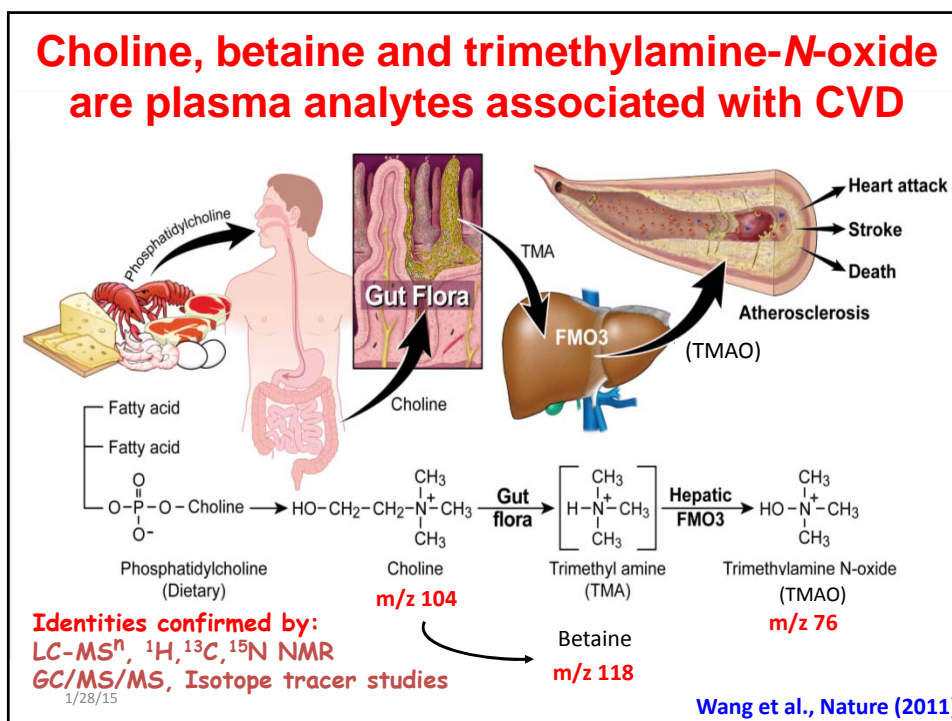 Choline, betaine and trimethylamine-N-oxide
are plasma analytes associated with CVD
Phosphatidylcholine
Gut Flora
Choline
TMA
FMO3
(TMAO)
Heart attack
Stroke
Death
Atherosclerosis
Fatty acid
Fatty acid
O
O-P-O-Choline
O-
CH3
HO-CH2-CH2-N-CH3
+
CH3
Gut
flora
CH3
H-N-CH3
+
CH3
Hepatic
FMO3
CH3
HO-N-CH3
+
CH3
Phosphatidylcholine
(Dietary)
Choline
m/z 104
Trimethyl amine
(TMA)
Trimethylamine N-oxide
(TMAO)
m/z 76
Betaine
m/z 118
Identities confirmed by:
LC-MSⁿ, ¹H,¹³C,¹⁵N NMR
GC/MS/MS, Isotope tracer studies
1/28/15
Wang et al., Nature (2011)